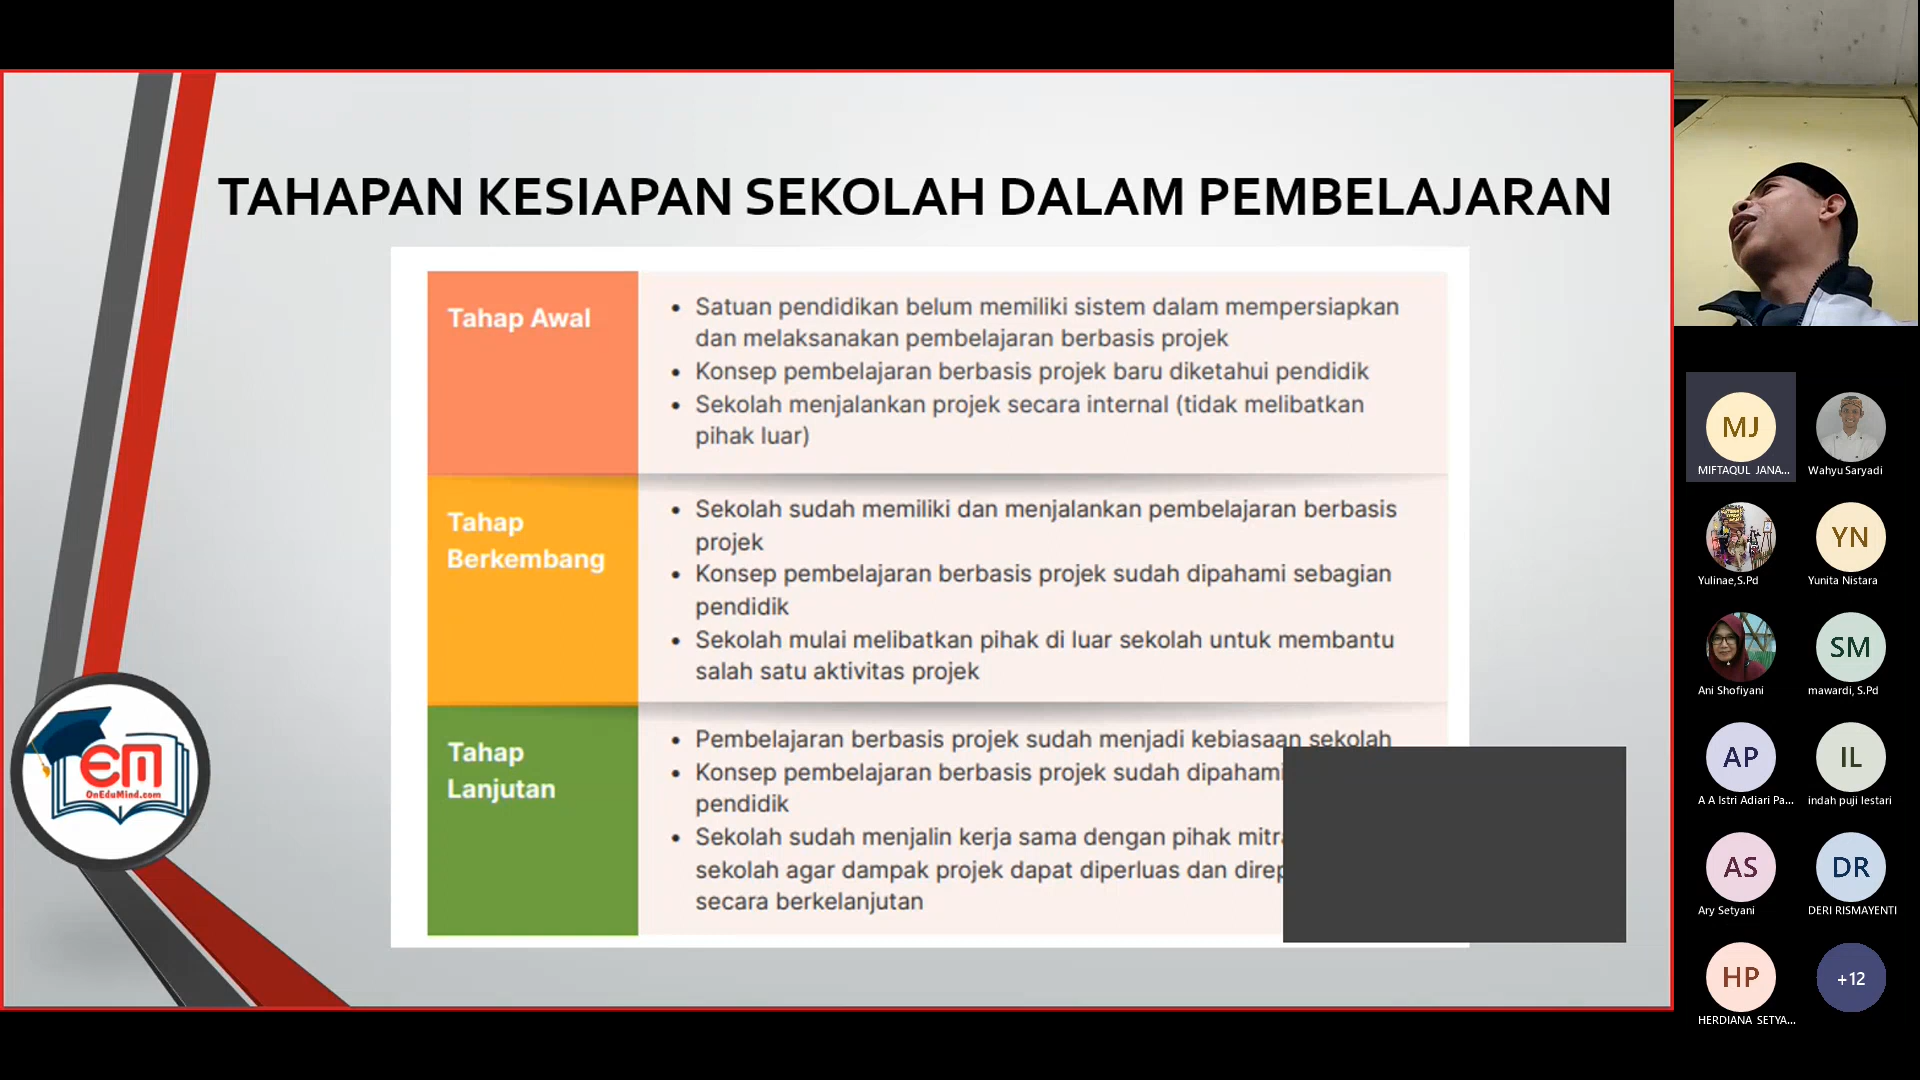 TAHAPAN KESIAPAN SEKOLAH DALAM PEMBELAJARAN
Tahap Awal
• Satuan pendidikan belum memiliki sistem dalam mempersiapkan
dan melaksanakan pembelajaran berbasis projek
• Konsep pembelajaran berbasis projek baru diketahui pendidik
• Sekolah menjalankan projek secara internal (tidak melibatkan
pihak luar)
Tahap
Berkembang
• Sekolah sudah memiliki dan menjalankan pembelajaran berbasis
projek
• Konsep pembelajaran berbasis projek sudah dipahami sebagian
pendidik
• Sekolah mulai melibatkan pihak di luar sekolah untuk membantu
salah satu aktivitas projek
Tahap
Lanjutan
• Pembelajaran berbasis projek sudah menjadi kebiasaan sekolah
• Konsep pembelajaran berbasis projek sudah dipahami
pendidik
• Sekolah sudah menjalin kerja sama dengan pihak mitra
sekolah agar dampak projek dapat diperluas dan
secara berkelanjutan
EM
OnEduMind.com
MJ
MIFTAQUL JANA...
Wahyu Saryadi
Yulinae,S.Pd
YN
Yunita Nistara
Ani Shofiyani
SM
mawardi, S.Pd
AP
A A Istri Adiari Pa...
IL
indah puji lestari
AS
Ary Setyani
DR
DERI RISMAYENTI
HP
HERDIANA SETYA...
+12